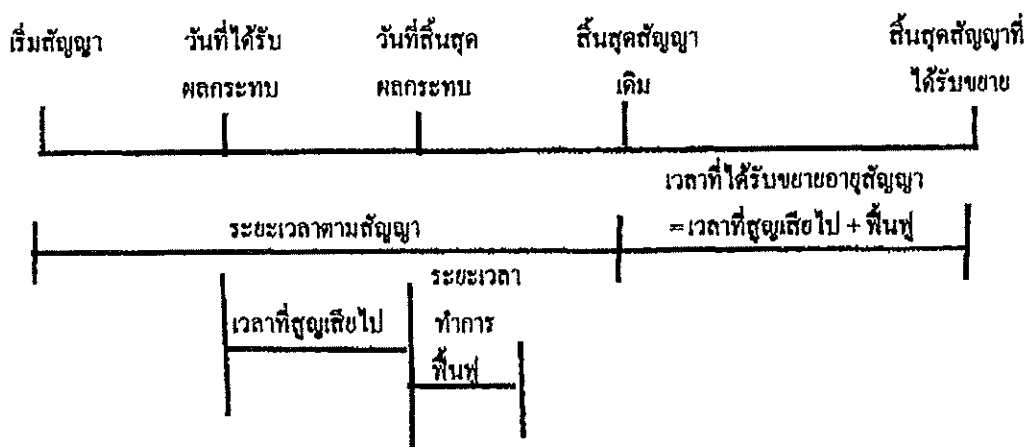 เริ่มสัญญา
วันที่ได้รับ
ผลกระทบ
วันที่สิ้นสุด
ผลกระทบ
สิ้นสุดสัญญา
เดิม
สิ้นสุดสัญญาที่
ได้รับขยาย
เวลาที่ได้รับขยายอายุสัญญา
=เวลาที่สูญเสียไป + ฟื้นฟู
ระยะเวลาตามสัญญา
เวลาที่สูญเสียไป
ระยะเวลา
ทำการ
ฟื้นฟู